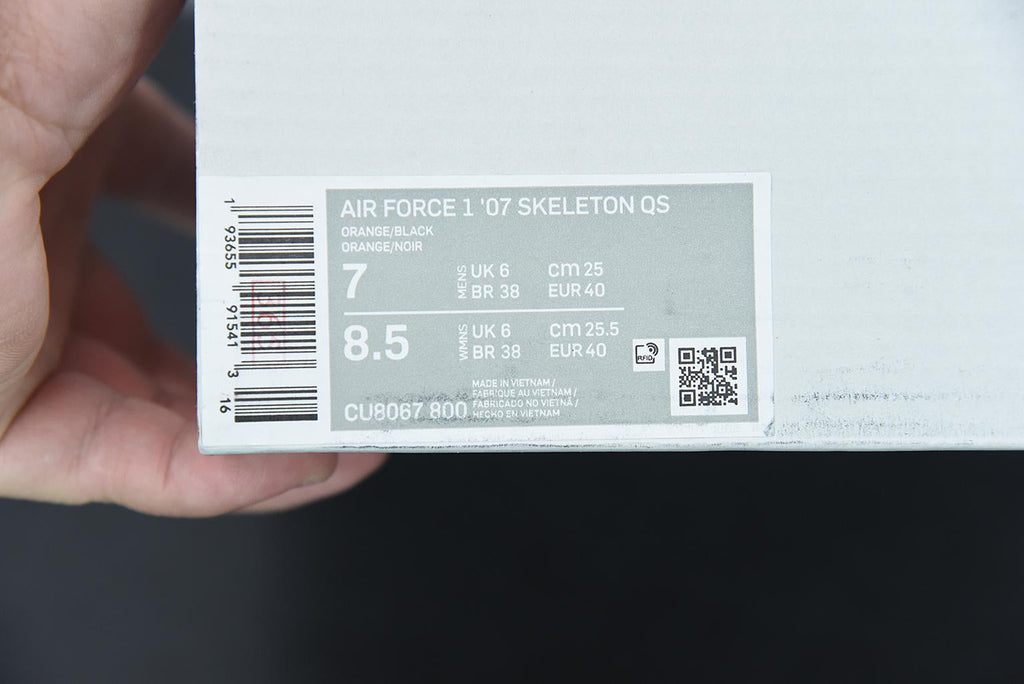 AIR FORCE 1 '07 SKELETON QS
ORANGE/BLACK
ORANGE/NOIR
7 MENS UK 6 cm 25
BR 38 EUR 40
8.5 WMNS UK 6 cm 25.5
BR 38 EUR 40
RFID
MADE IN VIETNAM /
FABRIQUE AU VIETNAM /
FABRICADO NO VIETNÃ /
HECHO EN VIETNAM
CU8067 800
1 93655 91541 3 16